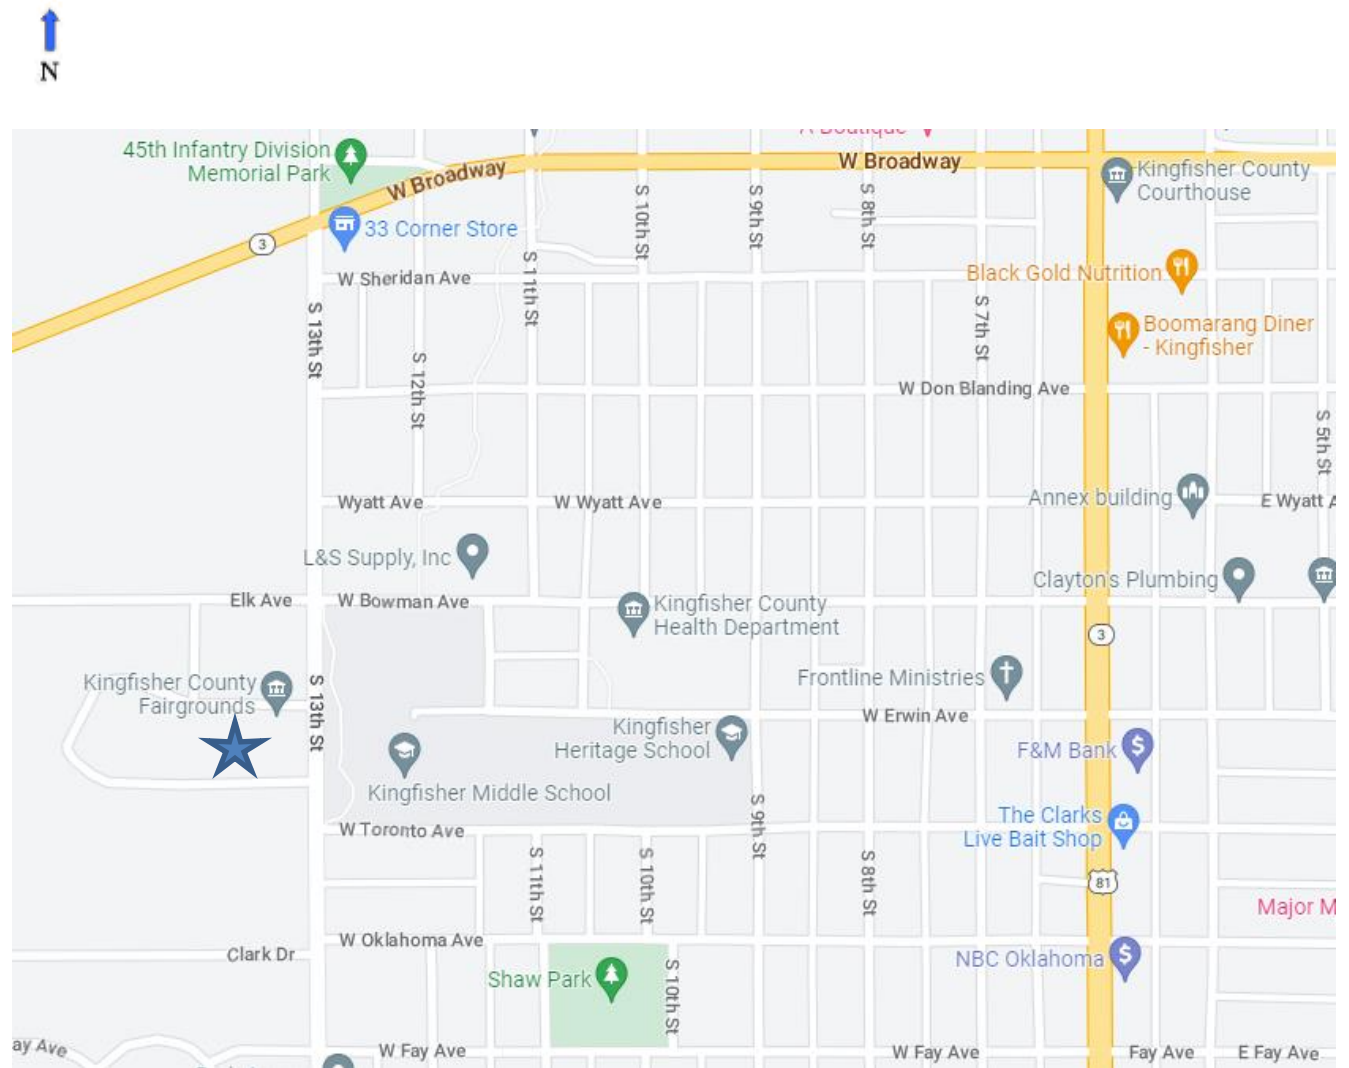 N
45th Infantry Division
Memorial Park
W Broadway
W Broadway
Kingfisher County
Courthouse
3
33 Corner Store
S 10th St
S 9th St
S 8th St
W Sheridan Ave
S 11th St
Black Gold Nutrition
S 13th St
S 12th St
S 7th St
Boomarang Diner
- Kingfisher
W Don Blanding Ave
S 5th St
Wyatt Ave
W Wyatt Ave
Annex building
E Wyatt A
L&S Supply, Inc
Clayton's Plumbing
Elk Ave
W Bowman Ave
Kingfisher County
Health Department
3
Kingfisher County
Fairgrounds
S 13th St
Frontline Ministries
W Erwin Ave
Kingfisher
Heritage School
F&M Bank
Kingfisher Middle School
The Clarks
Live Bait Shop
W Toronto Ave
S 9th St
S 11th St
S 10th St
S 8th St
81
Major M
W Oklahoma Ave
Clark Dr
NBC Oklahoma
Shaw Park
S 10th St
ay Ave
W Fay Ave
W Fay Ave
Fay Ave
E Fay Ave